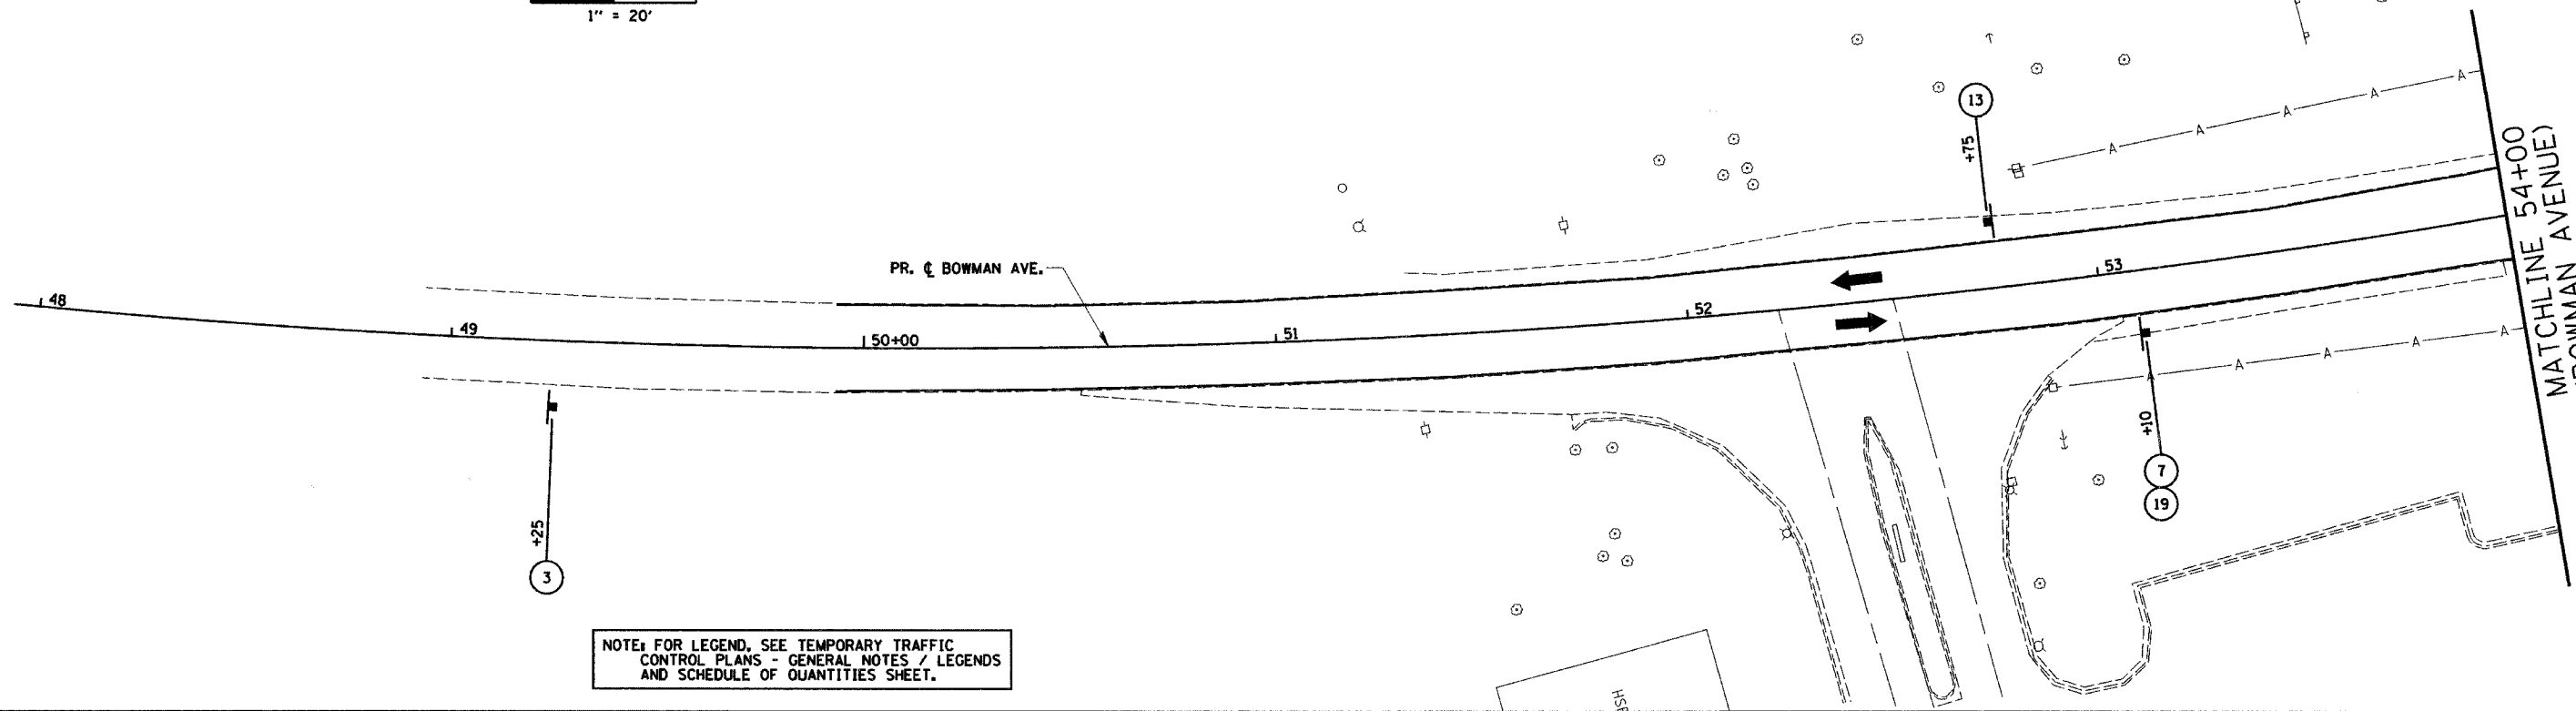 1" = 20'
13
+75
A
A
A
A
A
MATCHLINE 54+00
BOWMAN AVENUE)
PR. ℄ BOWMAN AVE.
48
49
50+00
51
52
53
A
A
A
A
A
+10
7
19
+25
3
NOTE: FOR LEGEND, SEE TEMPORARY TRAFFIC
CONTROL PLANS - GENERAL NOTES / LEGENDS
AND SCHEDULE OF QUANTITIES SHEET.